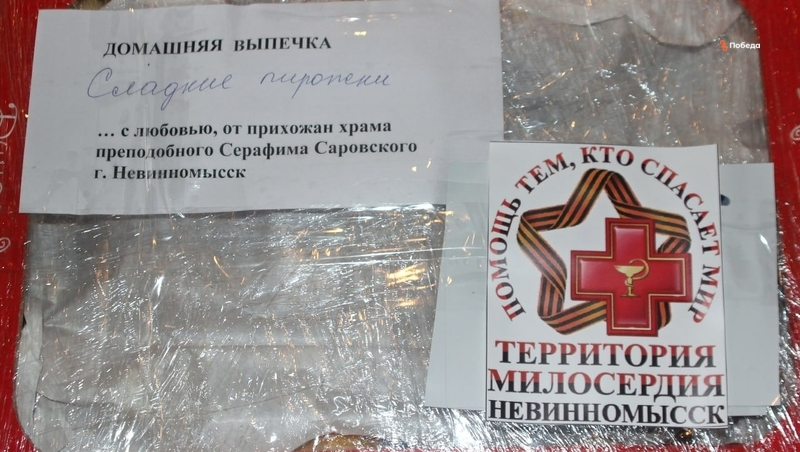 ДОМАШНЯЯ ВЫПЕЧКА
Сладкие пирожки
... с любовью, от прихожан храма
преподобного Серафима Саровского
г. Невинномысск
Победа
ПОМОЩЬ ТЕМ, КТО СПАСАЕТ МИР
ТЕРРИТОРИЯ
МИЛОСЕРДИЯ
НЕВИННОМЫССК